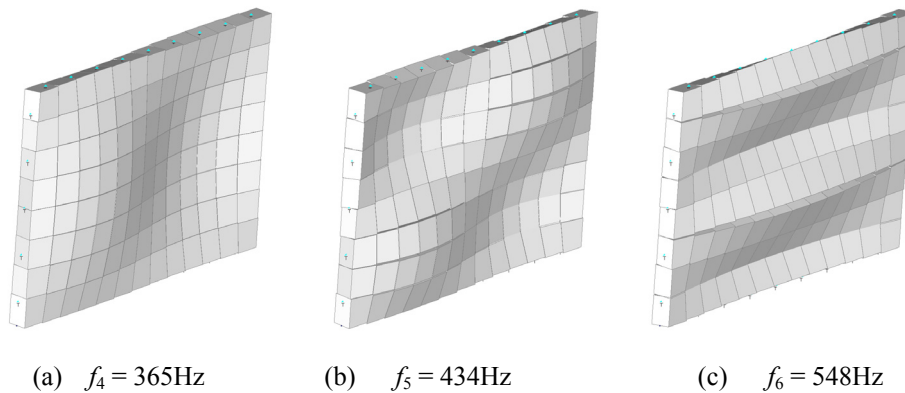 (a) f4 = 365Hz (b) f5 = 434Hz (c) f6 = 548Hz